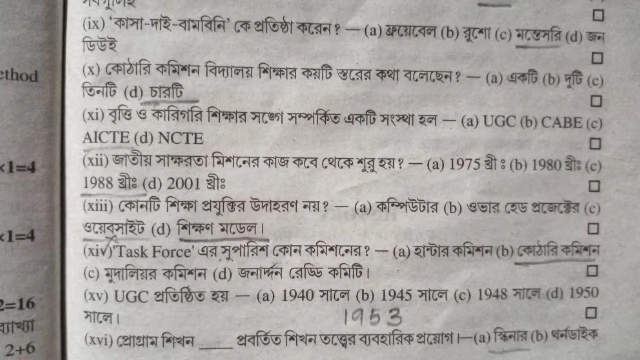 (ix) 'কাসা-দাই-বামবিনি' কে প্রতিষ্ঠা করেন ? — (a) ফ্রয়েবেল (b) রুশো (c) মন্তেসরি (d) জন
ডিউই
(x) কোঠারি কমিশন বিদ্যালয় শিক্ষার কয়টি স্তরের কথা বলেছেন ? — (a) একটি (b) দুটি (c)
ethod
তিনটি (d) চারটি
(xi) বৃত্তি ও কারিগরি শিক্ষার সঙ্গে সম্পর্কিত একটি সংস্থা হল — (a) UGC (b) CABE (c)
AICTE (d) NCTE
(xii) জাতীয় সাক্ষরতা মিশনের কাজ কবে থেকে শুরু হয় ? — (a) 1975 খ্রীঃ (b) 1980 খ্রীঃ (c)
×1=4
1988 খ্রীঃ (d) 2001 খ্রীঃ
(xiii) কোনটি শিক্ষা প্রযুক্তির উদাহরণ নয় ? — (a) কম্পিউটার (b) ওভার হেড প্রজেক্টের (c)
ওয়েবসাইট (d) শিক্ষণ মডেল।
×1=4
(xiv) 'Task Force' এর সুপারিশ কোন কমিশনের ? — (a) হান্টার কমিশন (b) কোঠারি কমিশন
(c) মুদালিয়র কমিশন (d) জনার্দন রেড্ডি কমিটি।
(xv) UGC প্রতিষ্ঠিত হয় — (a) 1940 সালে (b) 1945 সালে (c) 1948 সালে (d) 1950
2=16
সালে। 1953
ব্যাখ্যা
(xvi) প্রোগ্রাম শিখন ____ প্রবর্তিত শিখন তত্ত্বের ব্যবহারিক প্রয়োগ।—(a) স্কিনার (b) থর্নডাইক
2+6